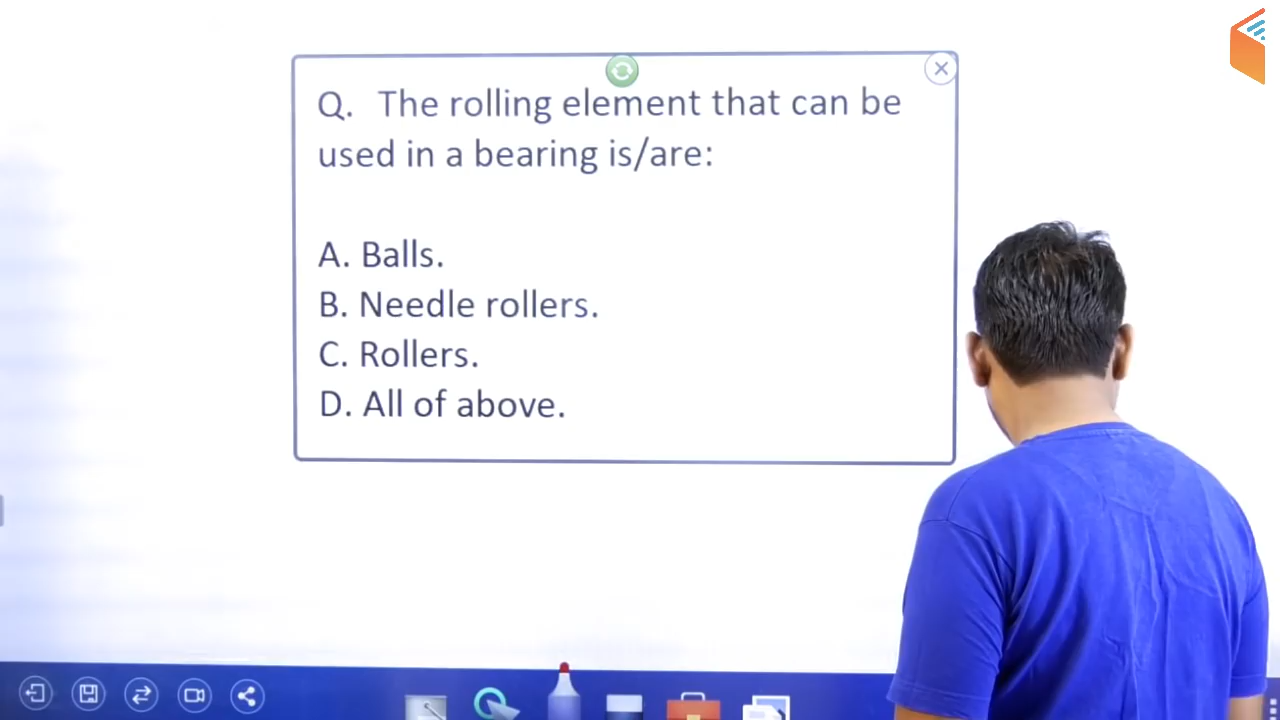 Q. The rolling element that can be
used in a bearing is/are:
A. Balls.
B. Needle rollers.
C. Rollers.
D. All of above.